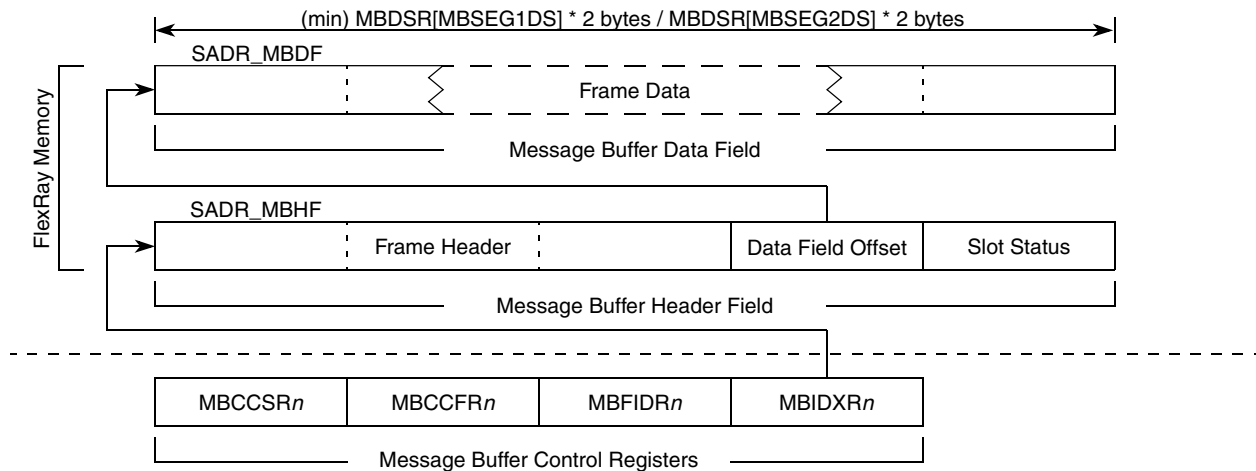 (min) MBDSR[MBSEG1DS] * 2 bytes / MBDSR[MBSEG2DS] * 2 bytes
SADR_MBDF
Frame Data
Message Buffer Data Field
FlexRay Memory
SADR_MBHF
Frame Header
Data Field Offset
Slot Status
Message Buffer Header Field
MBCCSRn
MBCCFRn
MBFIDRn
MBIDXRn
Message Buffer Control Registers